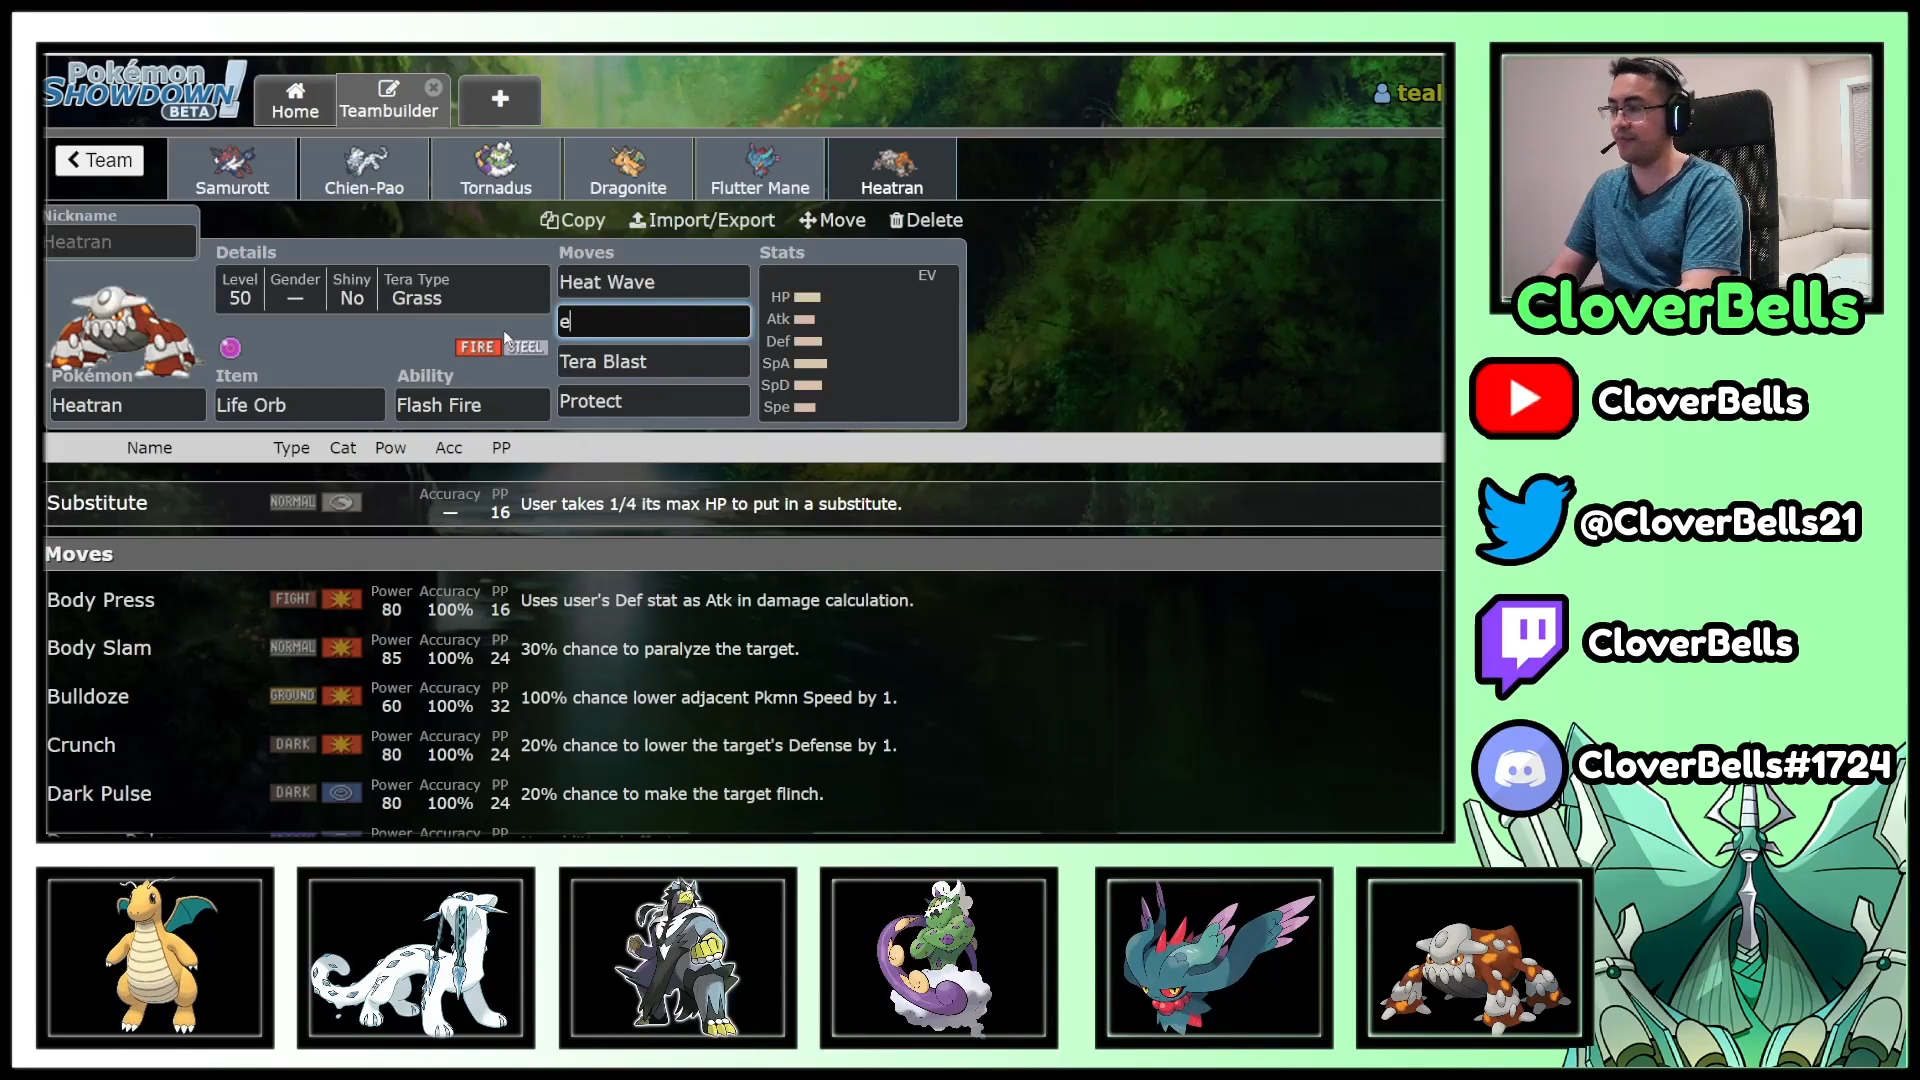 Pokémon
SHOWDOWN!
BETA
Home
Teambuilder
teal
Team
Samurott
Chien-Pao
Tornadus
Dragonite
Flutter Mane
Heatran
Nickname
Heatran
Copy
Import/Export
Move
Delete
Details
Moves
Stats
Level
Gender
Shiny
Tera Type
50
—
No
Grass
Heat Wave
e
Tera Blast
Protect
EV
HP
Atk
Def
SpA
SpD
Spe
FIRE
STEEL
Pokémon
Item
Ability
Heatran
Life Orb
Flash Fire
Name Type Cat Pow Acc PP
Substitute NORMAL Accuracy — PP 16 User takes 1/4 its max HP to put in a substitute.
Moves
Body Press FIGHT Power 80 Accuracy 100% PP 16 Uses user's Def stat as Atk in damage calculation.
Body Slam NORMAL Power 85 Accuracy 100% PP 24 30% chance to paralyze the target.
Bulldoze GROUND Power 60 Accuracy 100% PP 32 100% chance lower adjacent Pkmn Speed by 1.
Crunch DARK Power 80 Accuracy 100% PP 24 20% chance to lower the target's Defense by 1.
Dark Pulse DARK Power 80 Accuracy 100% PP 24 20% chance to make the target flinch.
Power Accuracy PP
CloverBells
CloverBells
@CloverBells21
CloverBells
CloverBells#1724